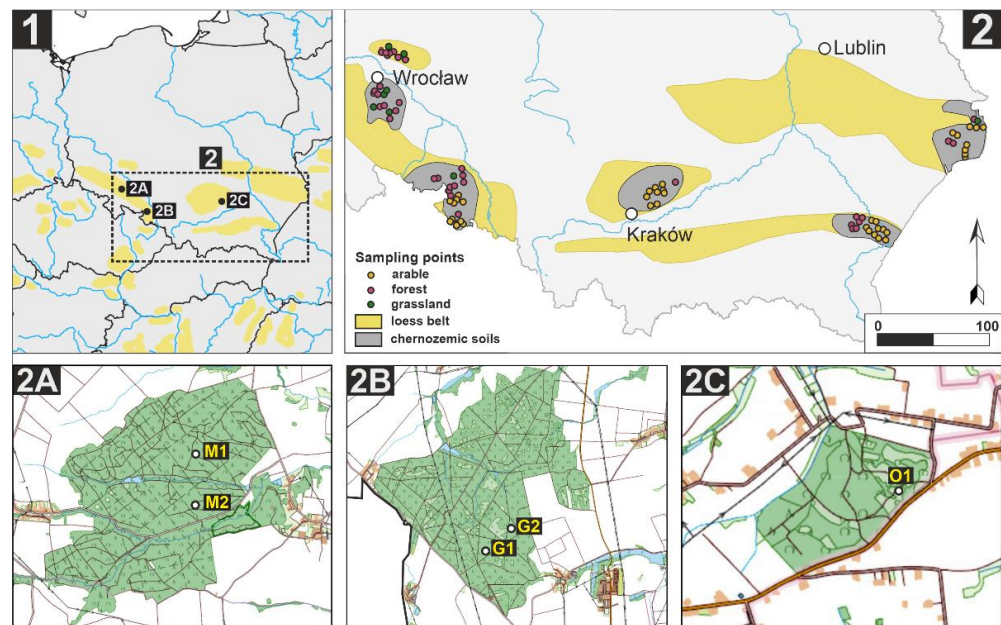 1
2
2A
2B
2C
2
Lublin
Wrocław
Kraków
Sampling points
arable
forest
grassland
loess belt
chernozemic soils
0 100
2A
M1
M2
2B
G2
G1
2C
O1